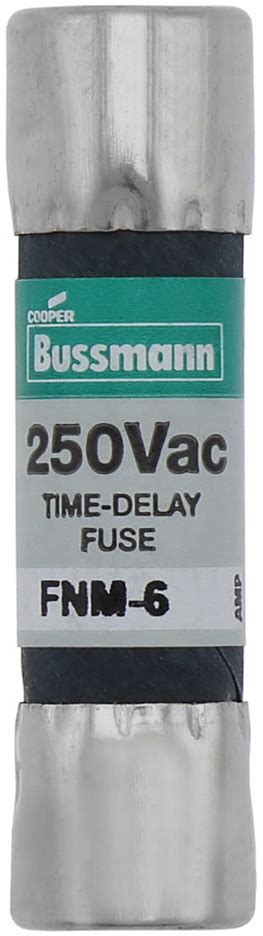 COOPER
Bussmann
250Vac
TIME-DELAY
FUSE
FNM-6
AMP